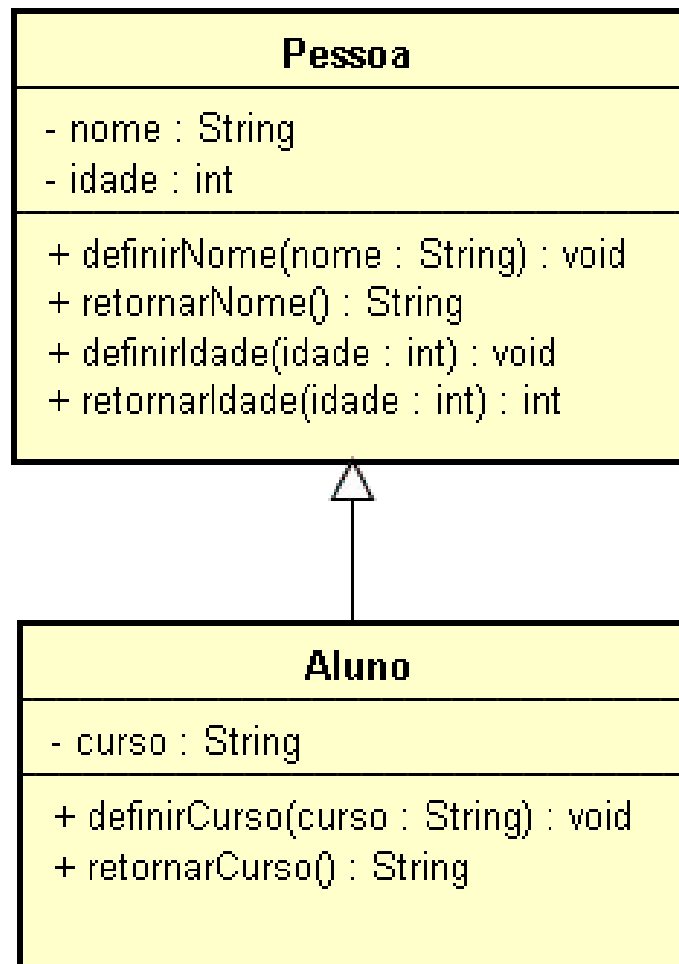 Pessoa
- nome : String
- idade : int
+ definirNome(nome : String) : void
+ retornarNome() : String
+ definirIdade(idade : int) : void
+ retornarIdade(idade : int) : int
Aluno
- curso : String
+ definirCurso(curso : String) : void
+ retornarCurso() : String